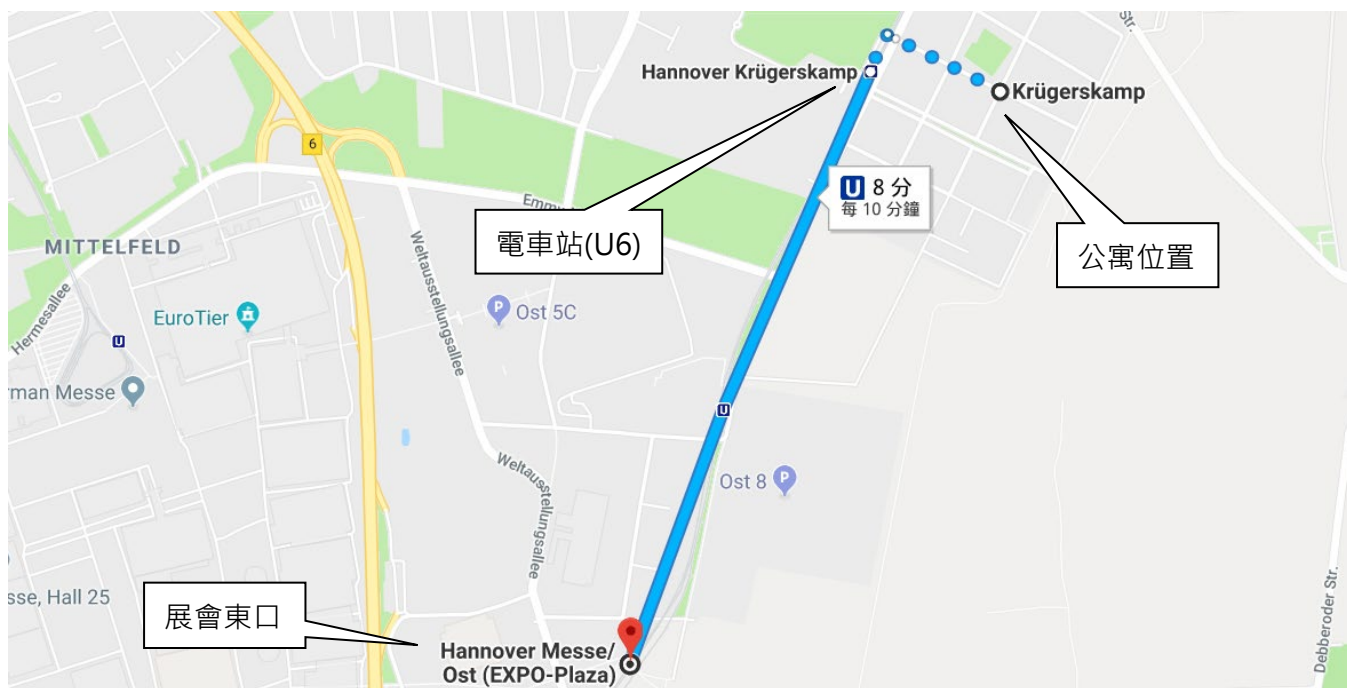 Str.
Hannover Krügerskamp
Krügerskamp
6
U 8 分
每 10 分鐘
Emmy
電車站(U6)
公寓位置
MITTELFELD
Weltausstellungsallee
Hermesallee
EuroTier
P Ost 5C
U
rman Messe
U
Weltausstellungsallee
Ost 8 P
sse, Hall 25
展會東口
Hannover Messe/
Ost (EXPO-Plaza)
Debberoder Str.